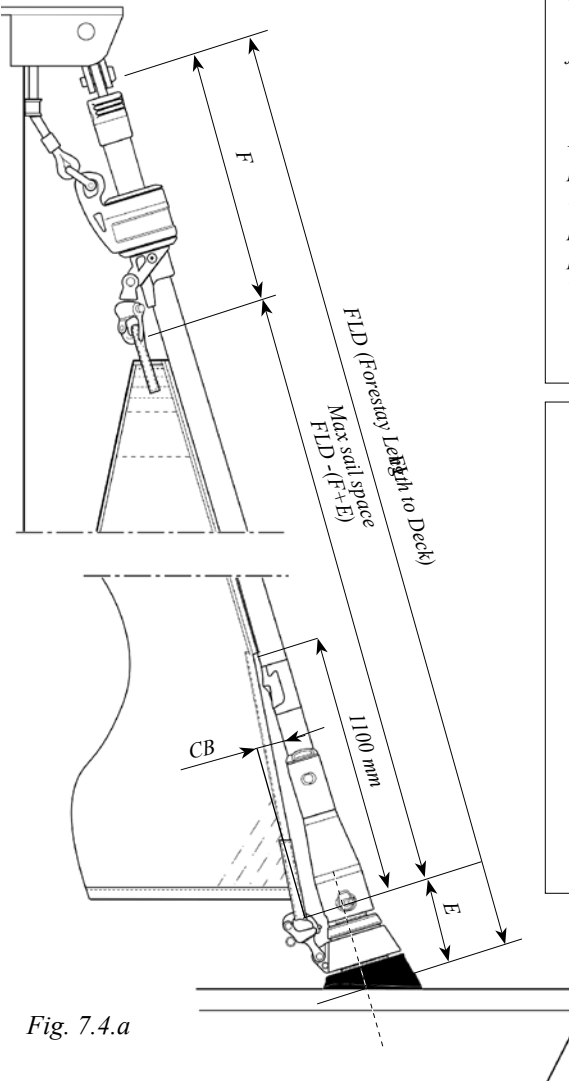 F
FLD (Forestay Length to Deck)
Max sail space
FLD -(F+E)
1100 mm
CB
E
Fig. 7.4.a